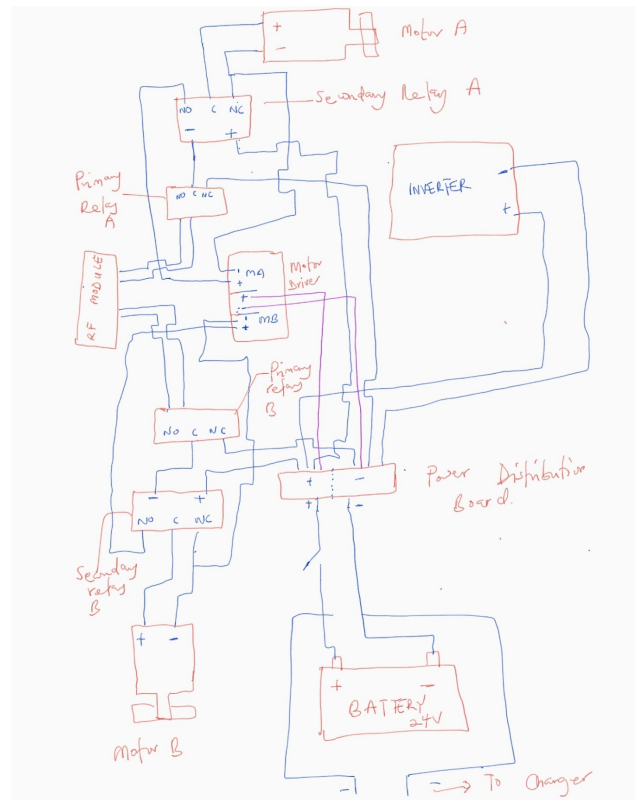 +
−
Motor A
NO C NC
− +
Secondary Relay A
Primary
Relay
A
NO C NC
INVERTER
−
+
RF MODULE
− MA
+
+
−
− MB
+
Motor
Driver
Primary
relay
B
NO C NC
− +
NO C NC
Secondary
relay
B
+ −
+ −
Power Distribution
Board.
+ −
Motor B
+ −
BATTERY
24V
− − → To Charger